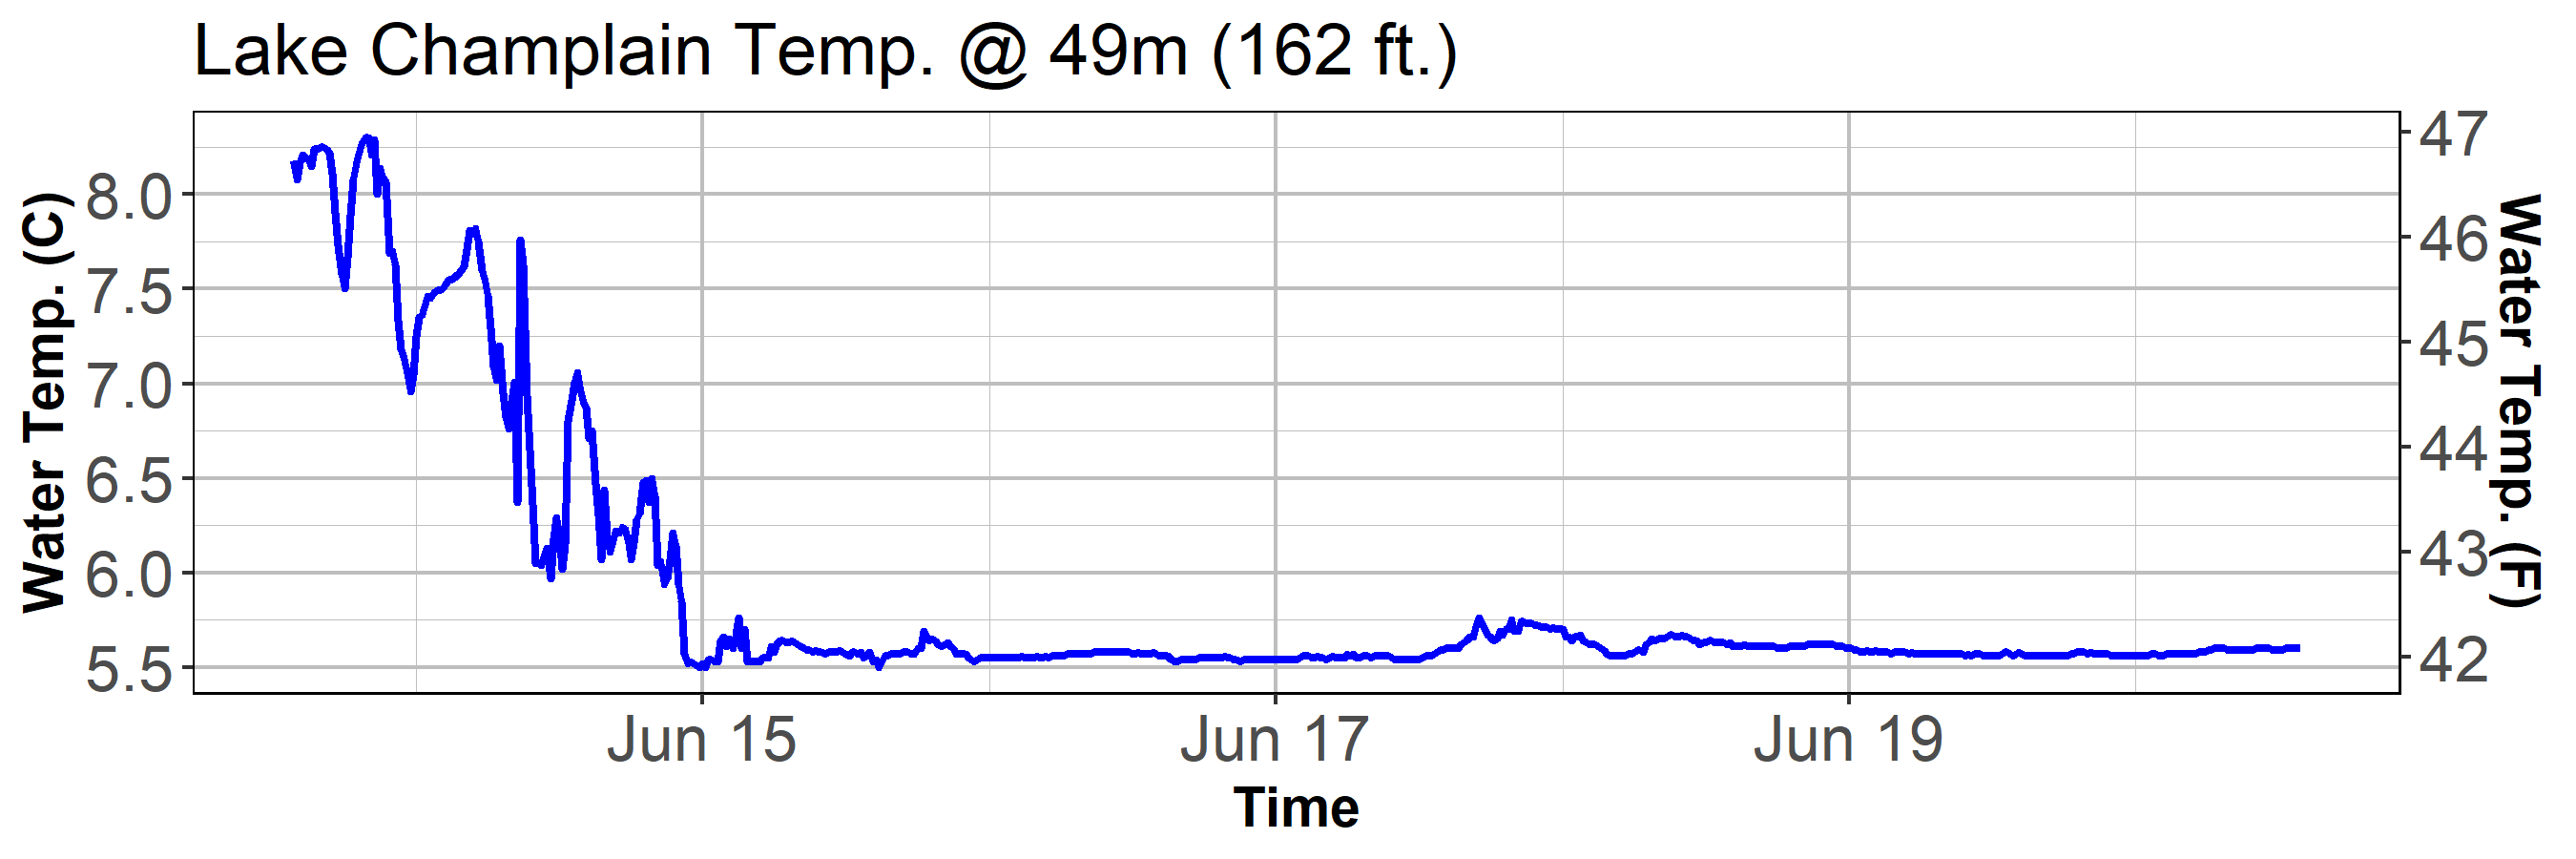 Lake Champlain Temp. @ 49m (162 ft.)
Water Temp. (C)
8.0
7.5
7.0
6.5
6.0
5.5
47
46
45
44
43
42
Water Temp. (F)
Jun 15
Jun 17
Jun 19
Time